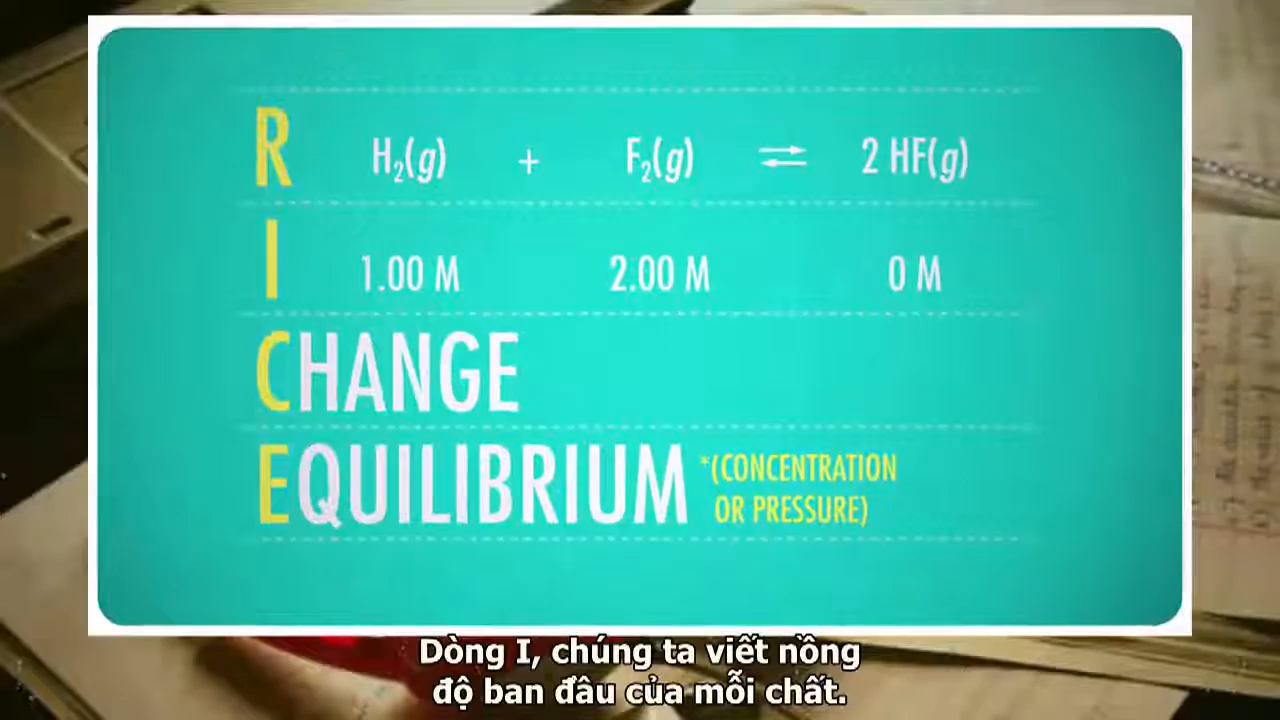 R H₂(g) + F₂(g) ⇌ 2 HF(g)
I 1.00 M 2.00 M 0 M
CHANGE
EQUILIBRIUM *(CONCENTRATION
OR PRESSURE)
Dòng I, chúng ta viết nồng
độ ban đâu của mỗi chất.